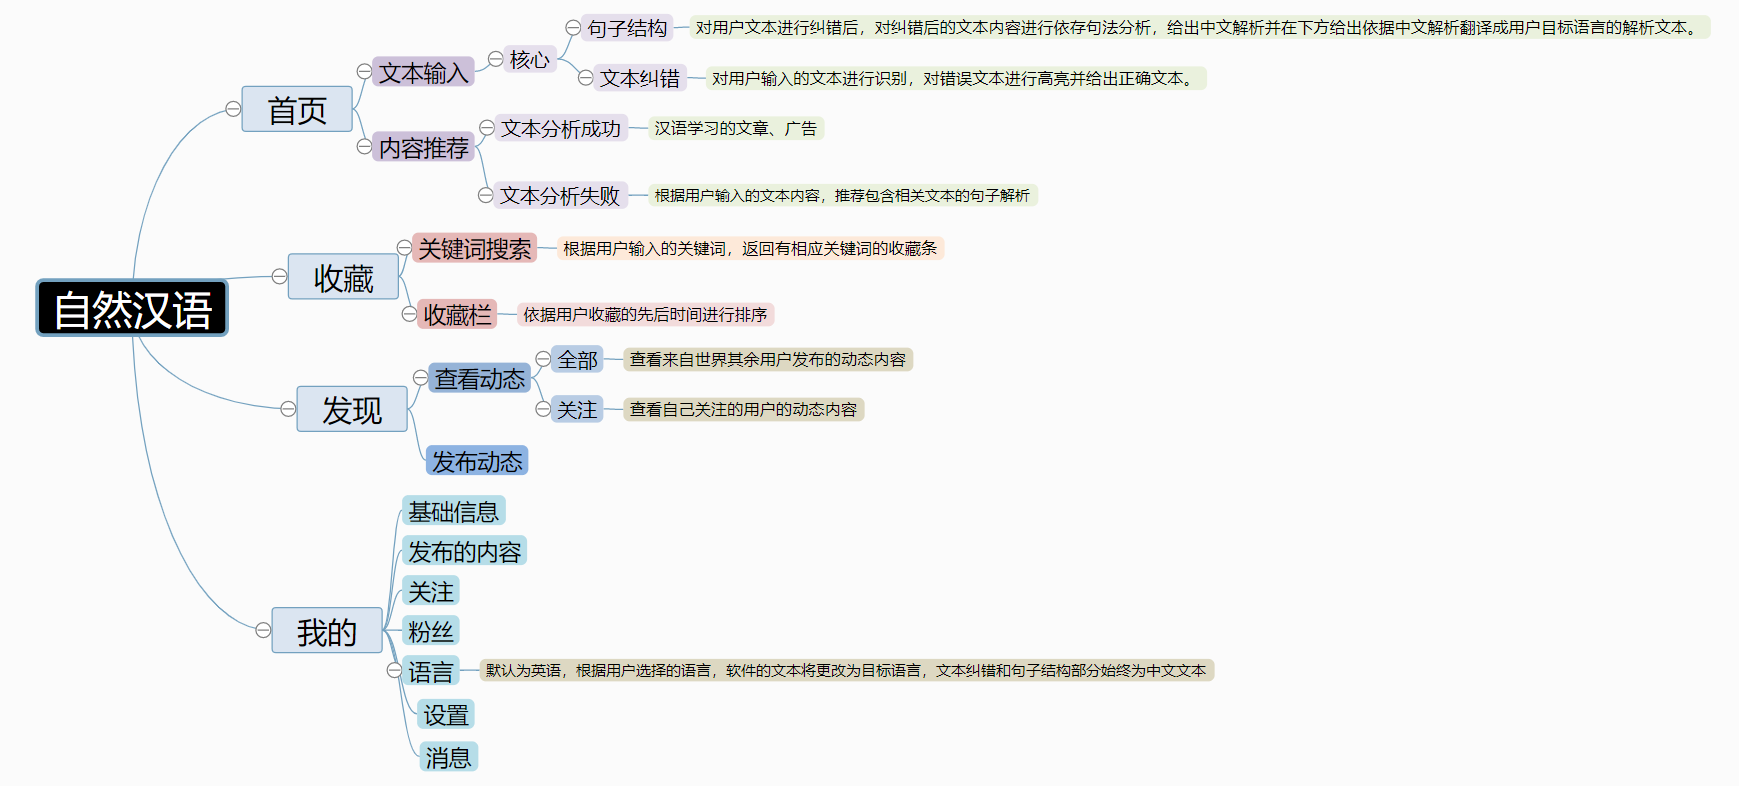 自然汉语
首页
文本输入
核心
句子结构
对用户文本进行纠错后，对纠错后的文本内容进行依存句法分析，给出中文解析并在下方给出依据中文解析翻译成用户目标语言的解析文本。
文本纠错
对用户输入的文本进行识别，对错误文本进行高亮并给出正确文本。
内容推荐
文本分析成功
汉语学习的文章、广告
文本分析失败
根据用户输入的文本内容，推荐包含相关文本的句子解析
收藏
关键词搜索
根据用户输入的关键词，返回有相应关键词的收藏条
收藏栏
依据用户收藏的先后时间进行排序
发现
查看动态
全部
查看来自世界其余用户发布的动态内容
关注
查看自己关注的用户的动态内容
发布动态
我的
基础信息
发布的内容
关注
粉丝
语言
默认为英语，根据用户选择的语言，软件的文本将更改为目标语言，文本纠错和句子结构部分始终为中文文本
设置
消息